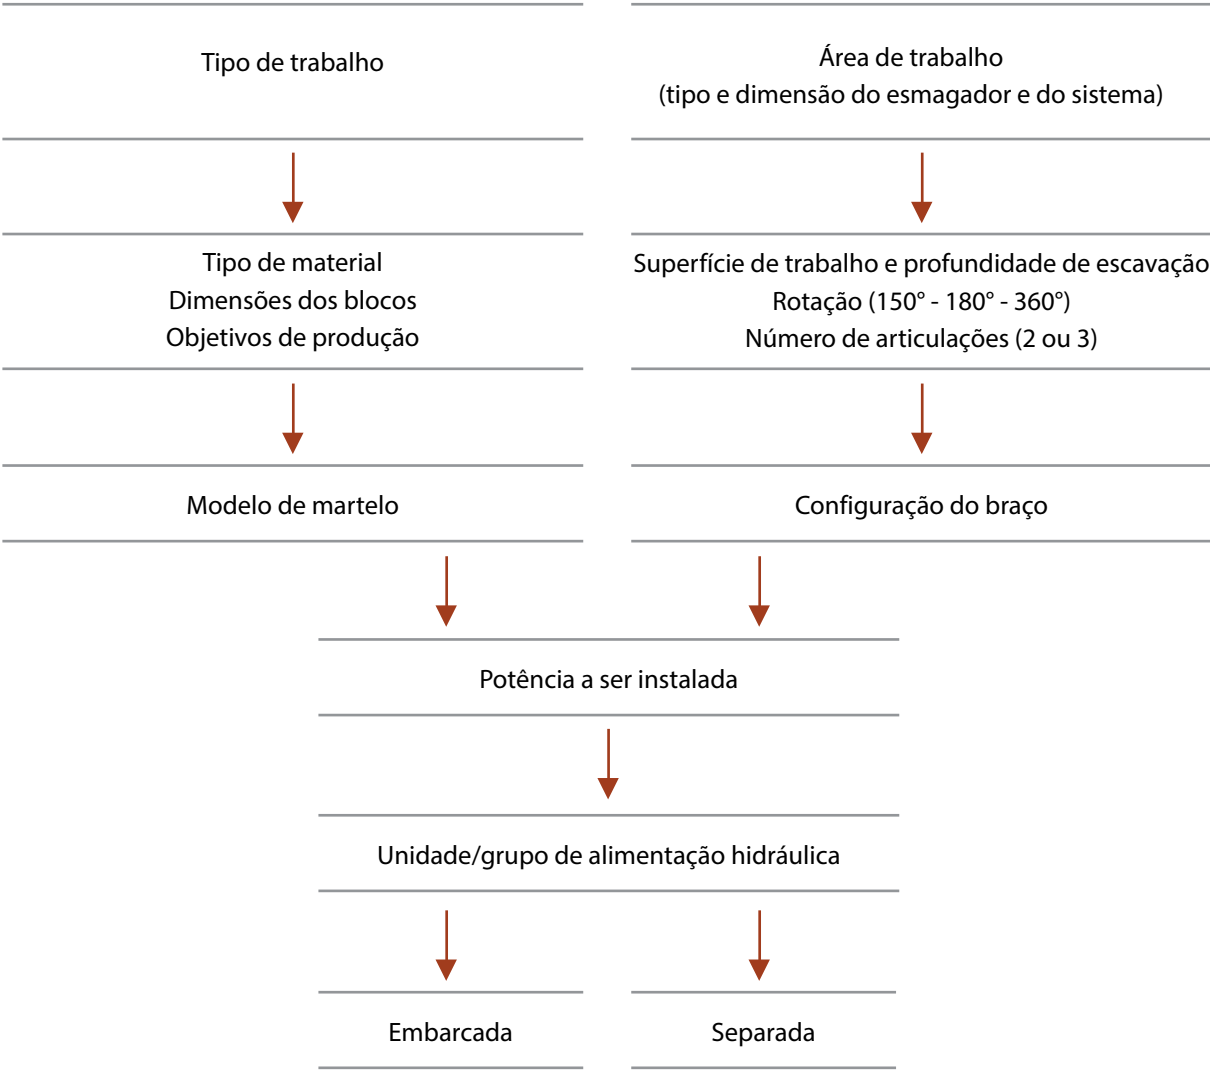 Tipo de trabalho
Área de trabalho
(tipo e dimensão do esmagador e do sistema)
Tipo de material
Dimensões dos blocos
Objetivos de produção
Superfície de trabalho e profundidade de escavação
Rotação (150° - 180° - 360°)
Número de articulações (2 ou 3)
Modelo de martelo
Configuração do braço
Potência a ser instalada
Unidade/grupo de alimentação hidráulica
Embarcada
Separada